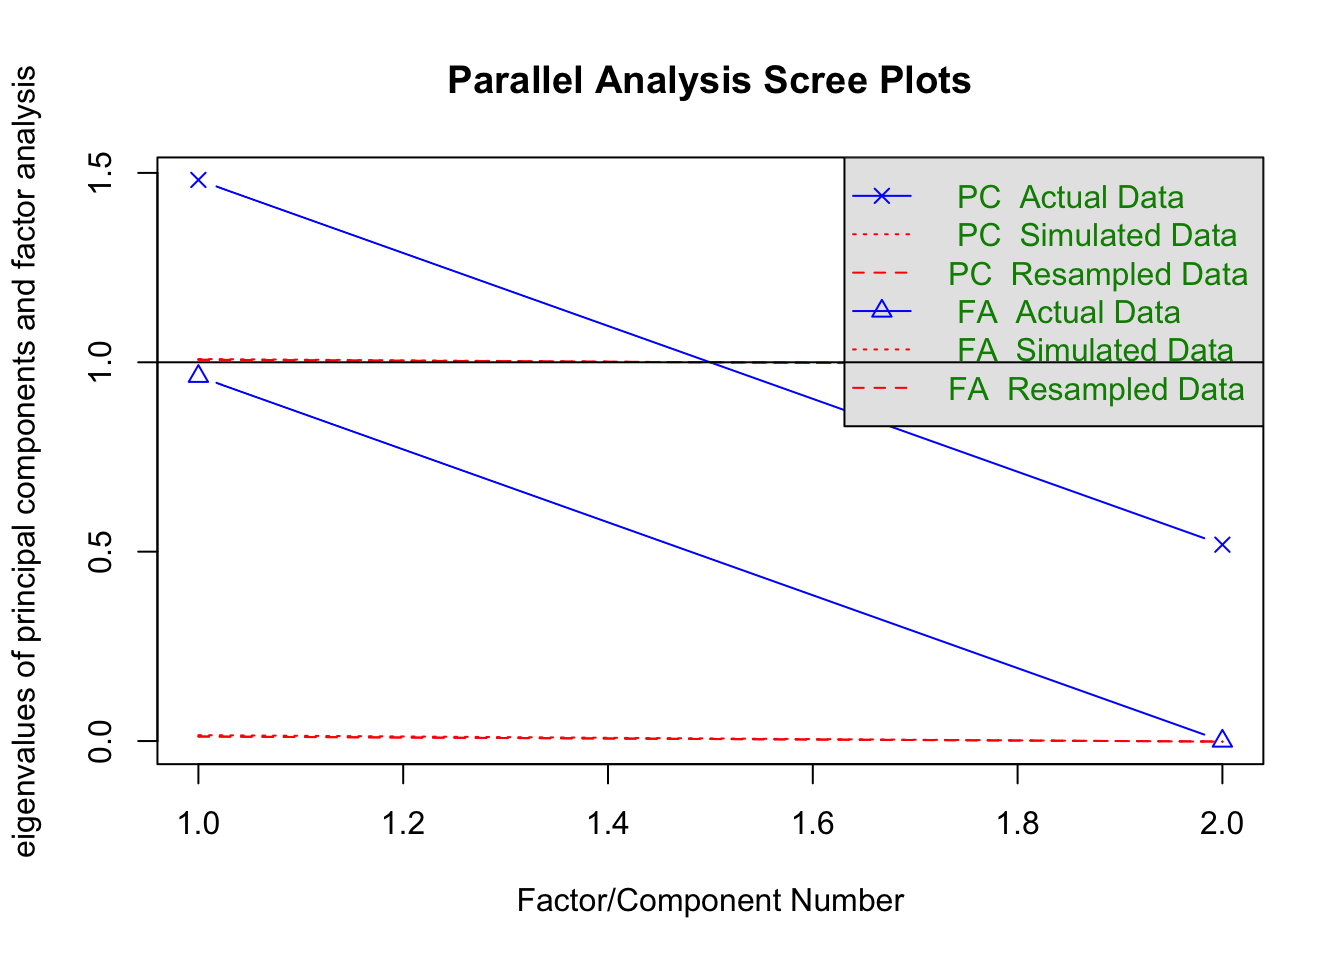 Parallel Analysis Scree Plots
eigenvalues of principal components and factor analysis
1.5
1.0
0.5
0.0
PC Actual Data
PC Simulated Data
PC Resampled Data
FA Actual Data
FA Simulated Data
FA Resampled Data
1.0 1.2 1.4 1.6 1.8 2.0
Factor/Component Number